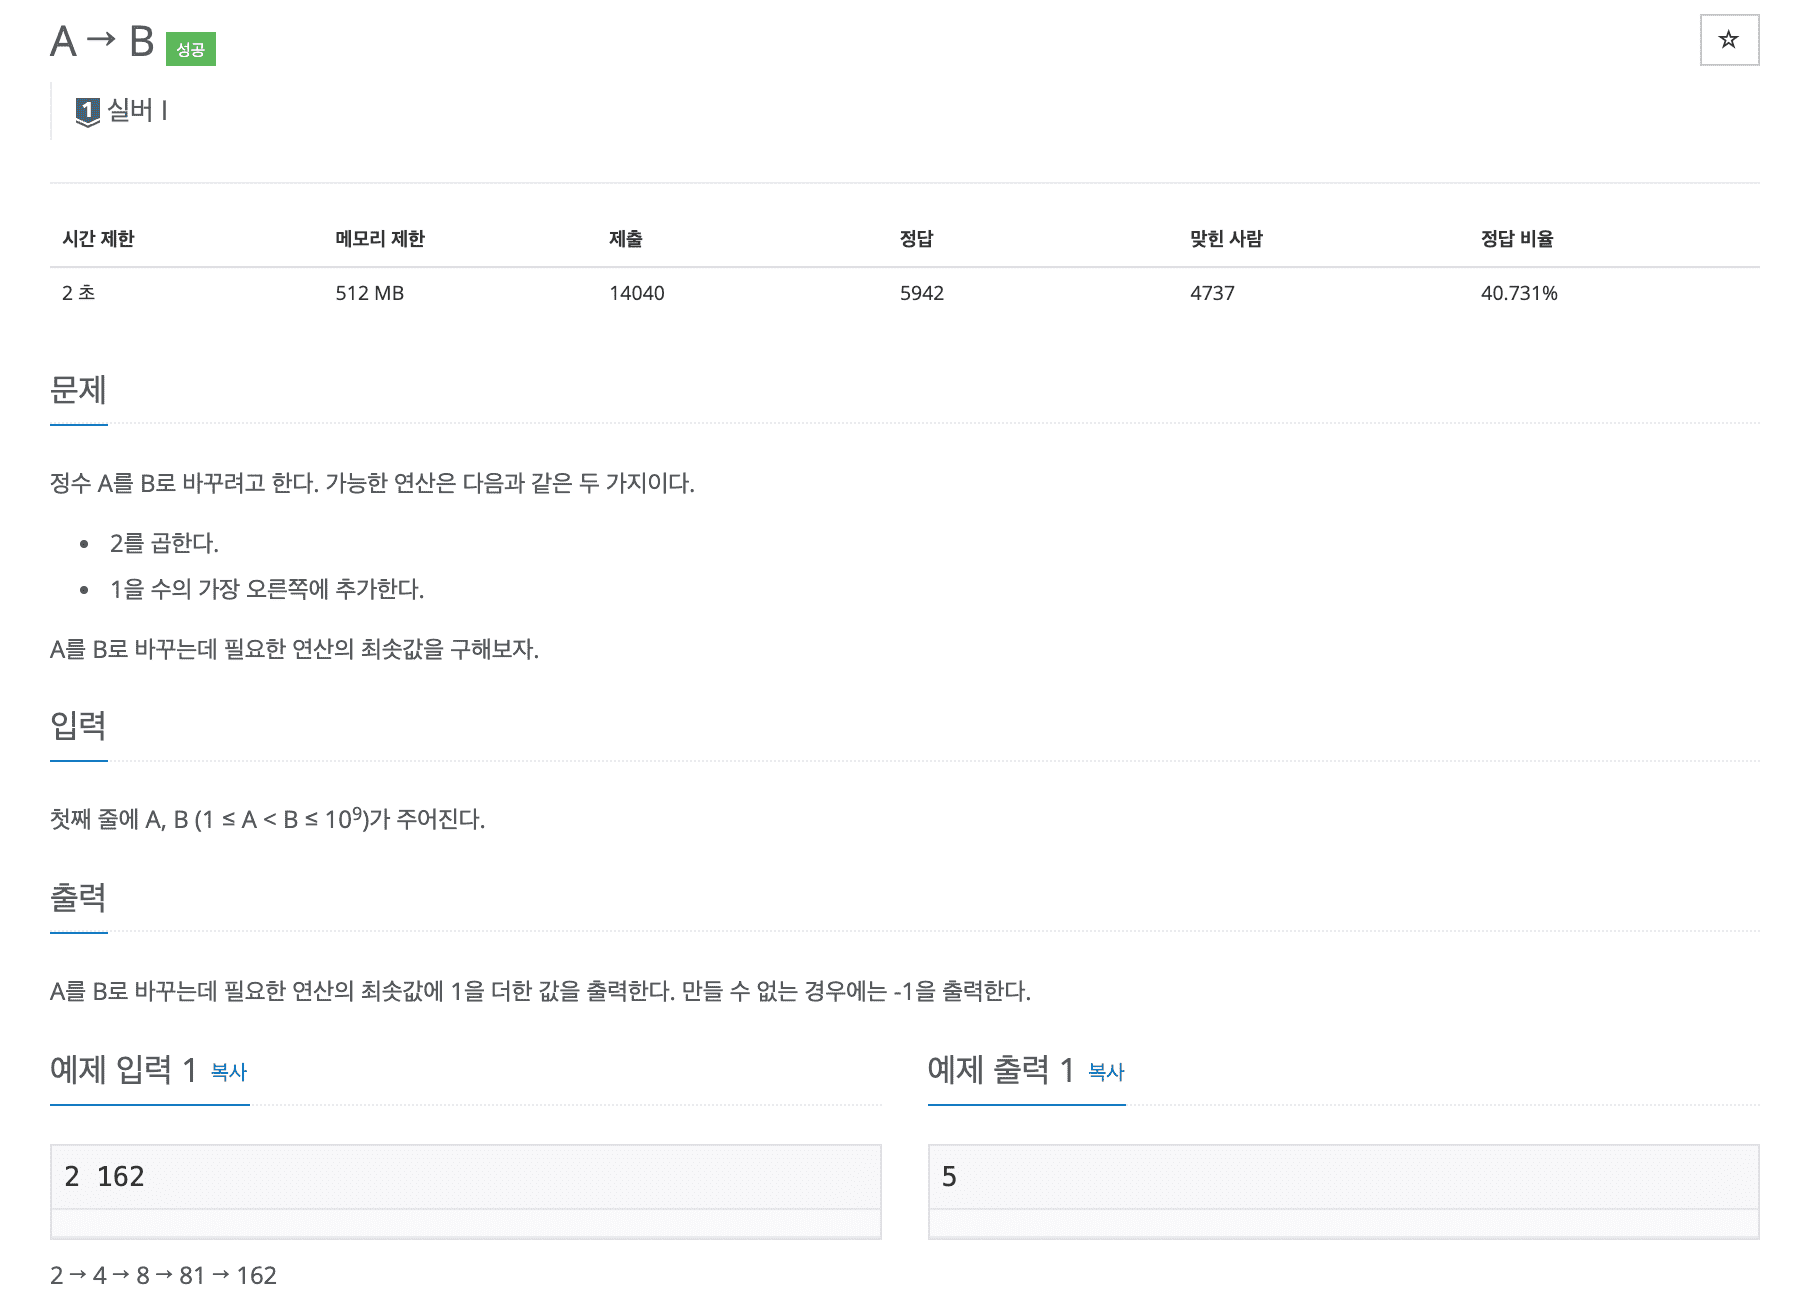 A → B 성공
1 실버 I
시간 제한 메모리 제한 제출 정답 맞힌 사람 정답 비율
2 초 512 MB 14040 5942 4737 40.731%
문제
정수 A를 B로 바꾸려고 한다. 가능한 연산은 다음과 같은 두 가지이다.
• 2를 곱한다.
• 1을 수의 가장 오른쪽에 추가한다.
A를 B로 바꾸는데 필요한 연산의 최솟값을 구해보자.
입력
첫째 줄에 A, B (1 ≤ A < B ≤ 10⁹)가 주어진다.
출력
A를 B로 바꾸는데 필요한 연산의 최솟값에 1을 더한 값을 출력한다. 만들 수 없는 경우에는 -1을 출력한다.
예제 입력 1 복사 예제 출력 1 복사
2 162 5
2 → 4 → 8 → 81 → 162